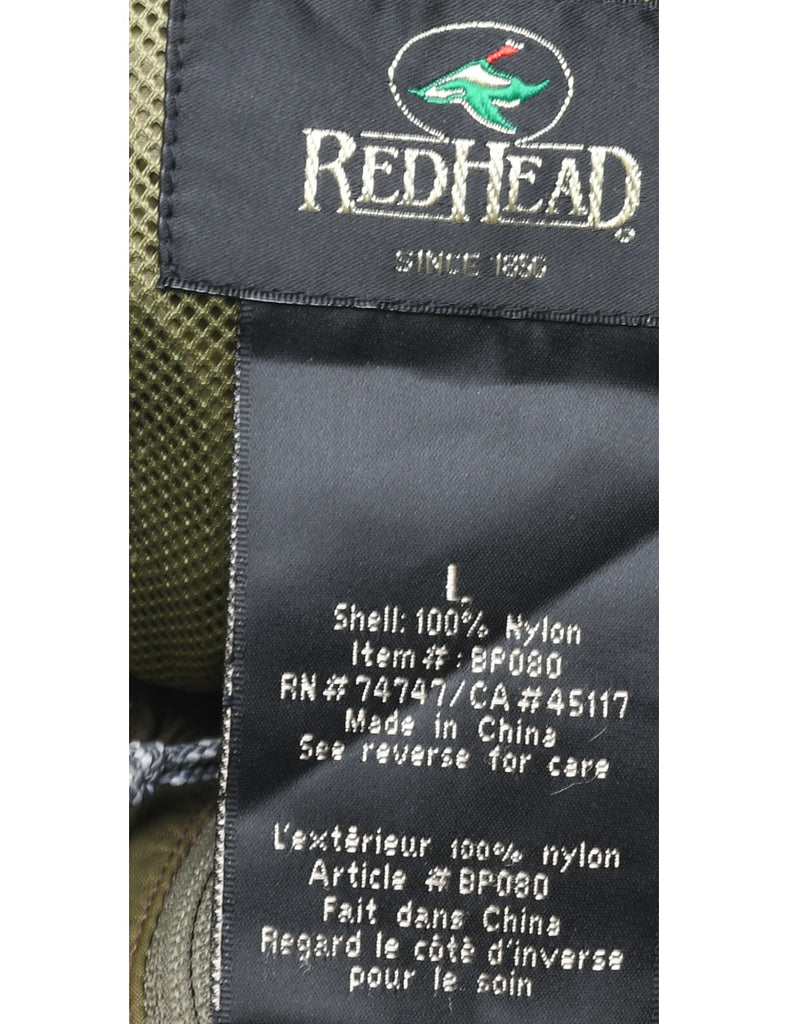 REDHEAD®
SINCE 1856
L
Shell: 100% Nylon
Item # : BP080
RN # 74747/CA # 45117
Made in China
See reverse for care
L'extérieur 100% nylon
Article # BP080
Fait dans China
Regard le côté d'inverse
pour le soin